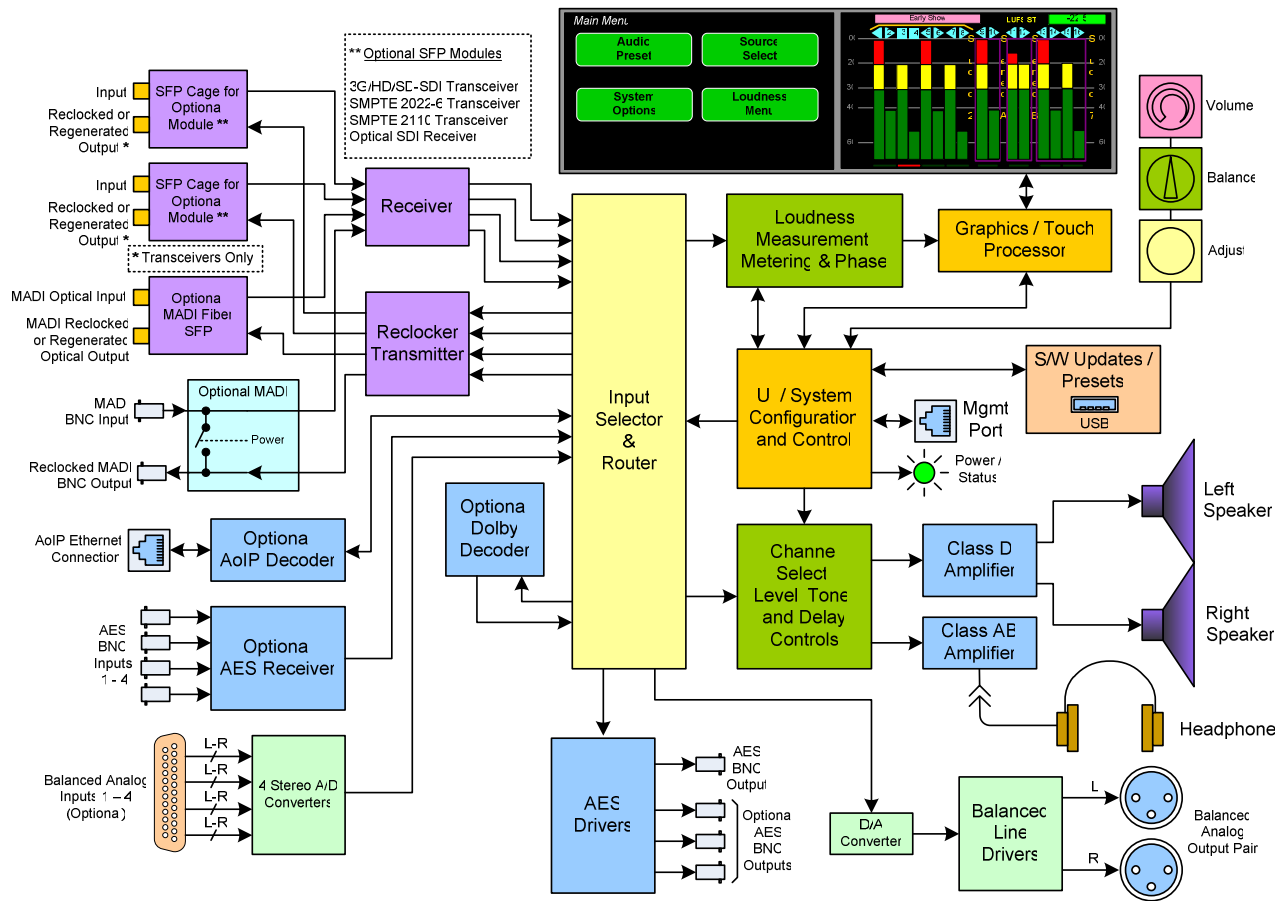 Main Menu
Audio
Preset
Source
Select
System
Options
Loudness
Menu
Early Show
LUFS ST
-22.5
** Optional SFP Modules
3G/HD/SD-SDI Transceiver
SMPTE 2022-6 Transceiver
SMPTE 2110 Transceiver
Optical SDI Receiver
Input
Reclocked or
Regenerated
Output *
SFP Cage for
Optiona
Module **
Input
Reclocked or
Regenerated
Output *
SFP Cage for
Optiona
Module **
* Transceivers Only
MADI Optical Input
MADI Reclocked
or Regenerated
Optical Output
Optiona
MADI Fiber
SFP
Receiver
Reclocker
Transmitter
Optional MADI
Power
MAD
BNC Input
Reclocked MADI
BNC Output
AoIP Ethernet
Connection
Optiona
AoIP Decoder
Optiona
Dolby
Decoder
AES
BNC
Inputs
1 - 4
Optiona
AES Receiver
Balanced Analog
Inputs 1 – 4
(Optiona)
L-R
L-R
L-R
L-R
4 Stereo A/D
Converters
Input
Selector
&
Router
Loudness
Measurement
Metering & Phase
Graphics / Touch
Processor
Volume
Balance
Adjust
U / System
Configuration
and Control
S/W Updates /
Presets
USB
Mgmt
Port
Power /
Status
Channe
Select
Level Tone
and Delay
Controls
Class D
Amplifier
Class AB
Amplifier
Left
Speaker
Right
Speaker
Headphone
AES
Drivers
AES
BNC
Output
Optiona
AES
BNC
Outputs
D/A
Converter
Balanced
Line
Drivers
L
R
Balanced
Analog
Output Pair